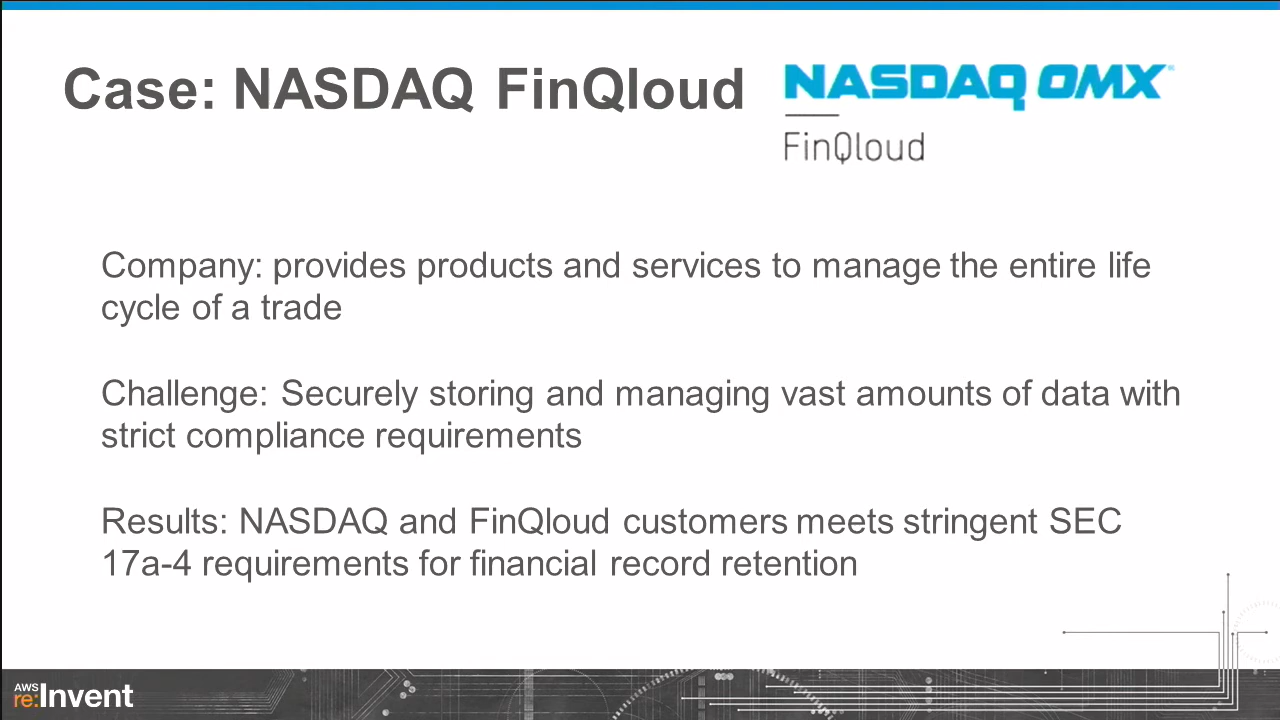 Case: NASDAQ FinQloud
NASDAQ OMX®
FinQloud
Company: provides products and services to manage the entire life
cycle of a trade
Challenge: Securely storing and managing vast amounts of data with
strict compliance requirements
Results: NASDAQ and FinQloud customers meets stringent SEC
17a-4 requirements for financial record retention
AWS
re:Invent